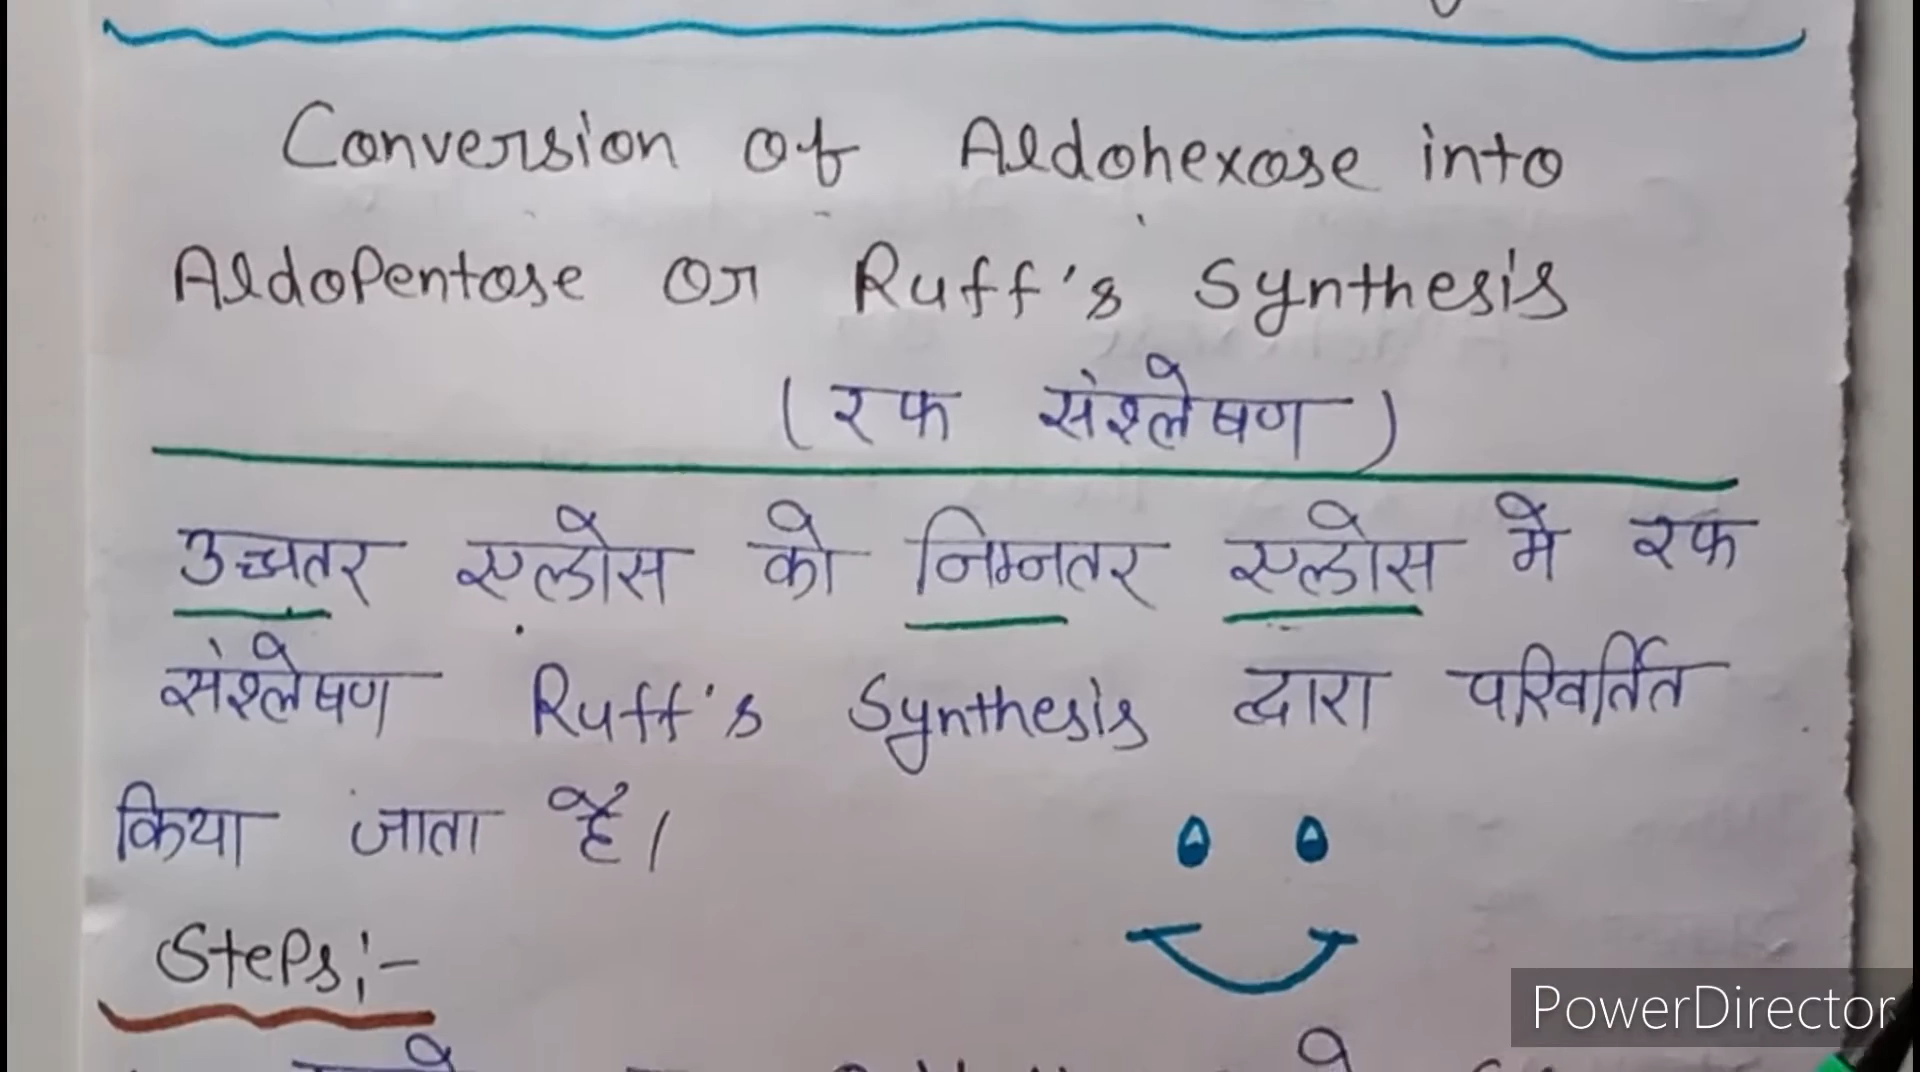 Conversion of Aldohexose into
AldoPentose or Ruff's Synthesis
(रफ संश्लेषण)
उच्चतर एल्डोस को निम्नतर एल्डोस मे रफ
संश्लेषण Ruff's Synthesis द्वारा परिवर्तित
किया जाता है।
Steps:-
PowerDirector